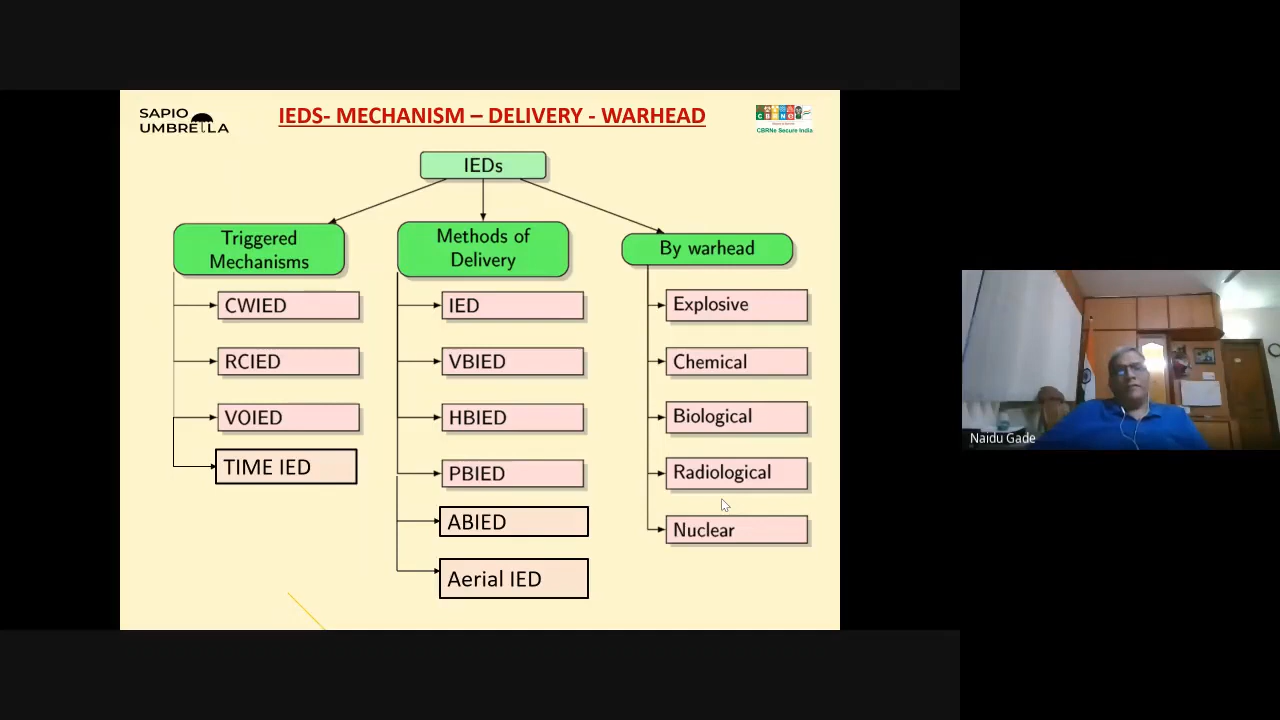 SAPIO
UMBRELLA
IEDS- MECHANISM – DELIVERY - WARHEAD
CBRNe
CBRNe Secure India
IEDs
Triggered
Mechanisms
CWIED
RCIED
VOIED
TIME IED
Methods of
Delivery
IED
VBIED
HBIED
PBIED
ABIED
Aerial IED
By warhead
Explosive
Chemical
Biological
Radiological
Nuclear
Naidu Gade